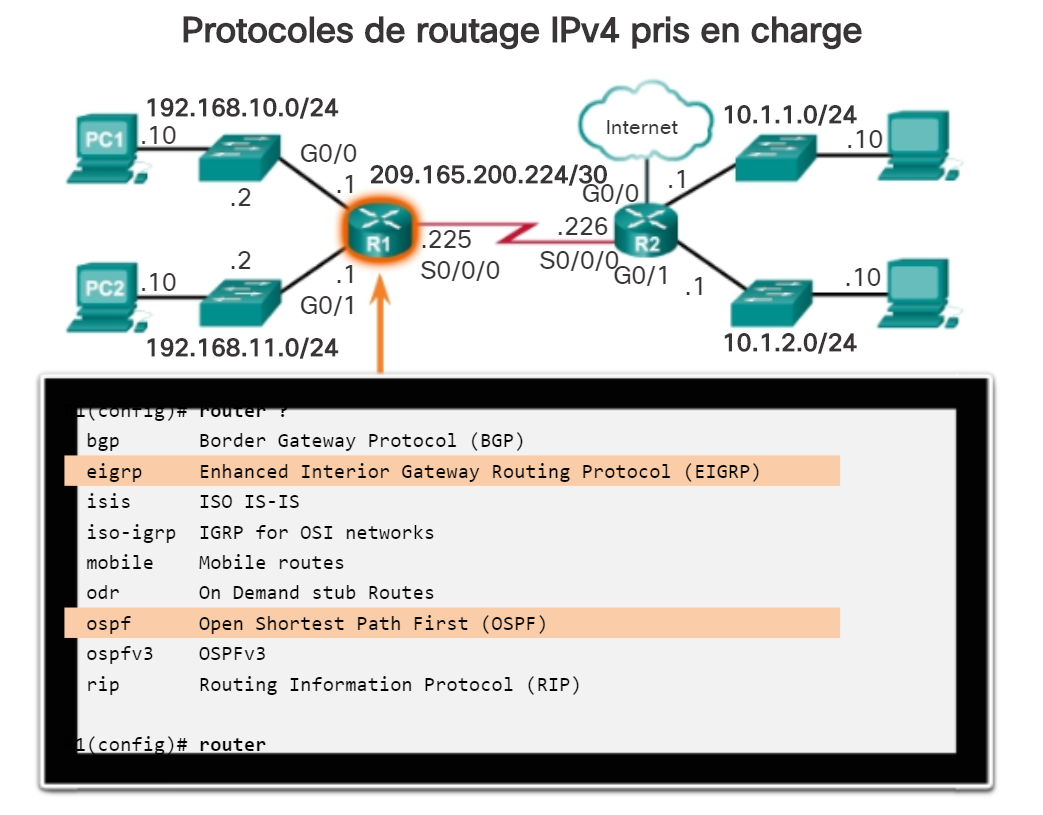 Protocoles de routage IPv4 pris en charge
192.168.10.0/24
PC1
.10
.2
G0/0
.1
209.165.200.224/30
Internet
G0/0
.1
10.1.1.0/24
.10
R1
.225
S0/0/0
.226
S0/0/0
R2
G0/1
.1
PC2
.10
.2
.1
G0/1
192.168.11.0/24
.10
10.1.2.0/24
1(config)# router ?
bgp Border Gateway Protocol (BGP)
eigrp Enhanced Interior Gateway Routing Protocol (EIGRP)
isis ISO IS-IS
iso-igrp IGRP for OSI networks
mobile Mobile routes
odr On Demand stub Routes
ospf Open Shortest Path First (OSPF)
ospfv3 OSPFv3
rip Routing Information Protocol (RIP)
1(config)# router